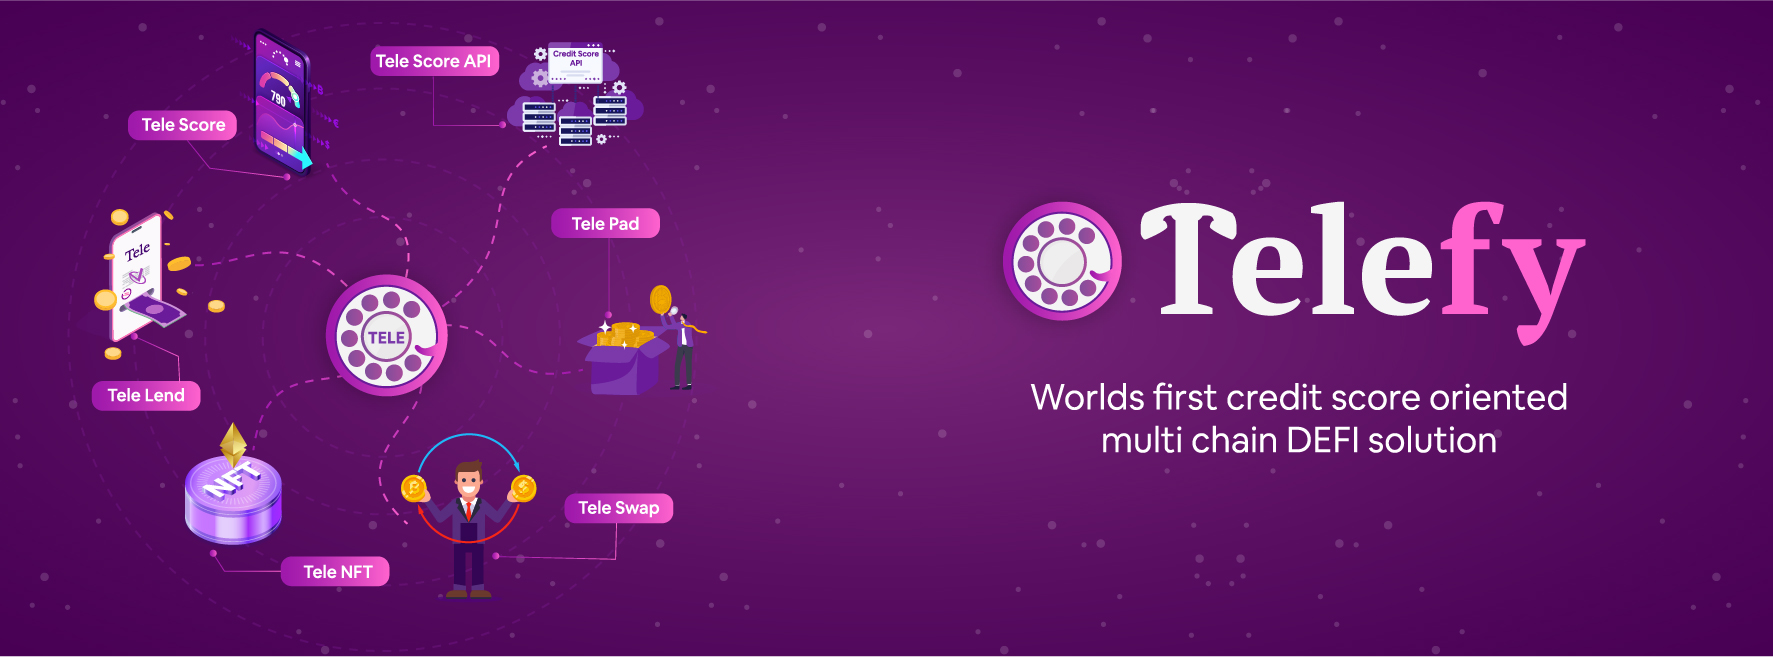 Tele Score API
Credit Score
API
790
Tele Score
Tele Pad
Tele
TELE
Tele Lend
NFT
Tele Swap
Tele NFT
Telefy
Worlds first credit score oriented
multi chain DEFI solution